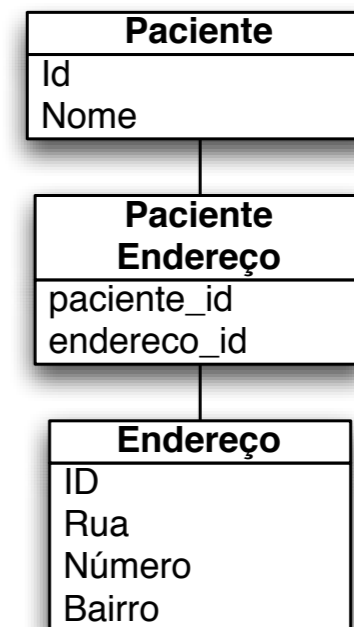 Paciente
Id
Nome
Paciente
Endereço
paciente_id
endereco_id
Endereço
ID
Rua
Número
Bairro